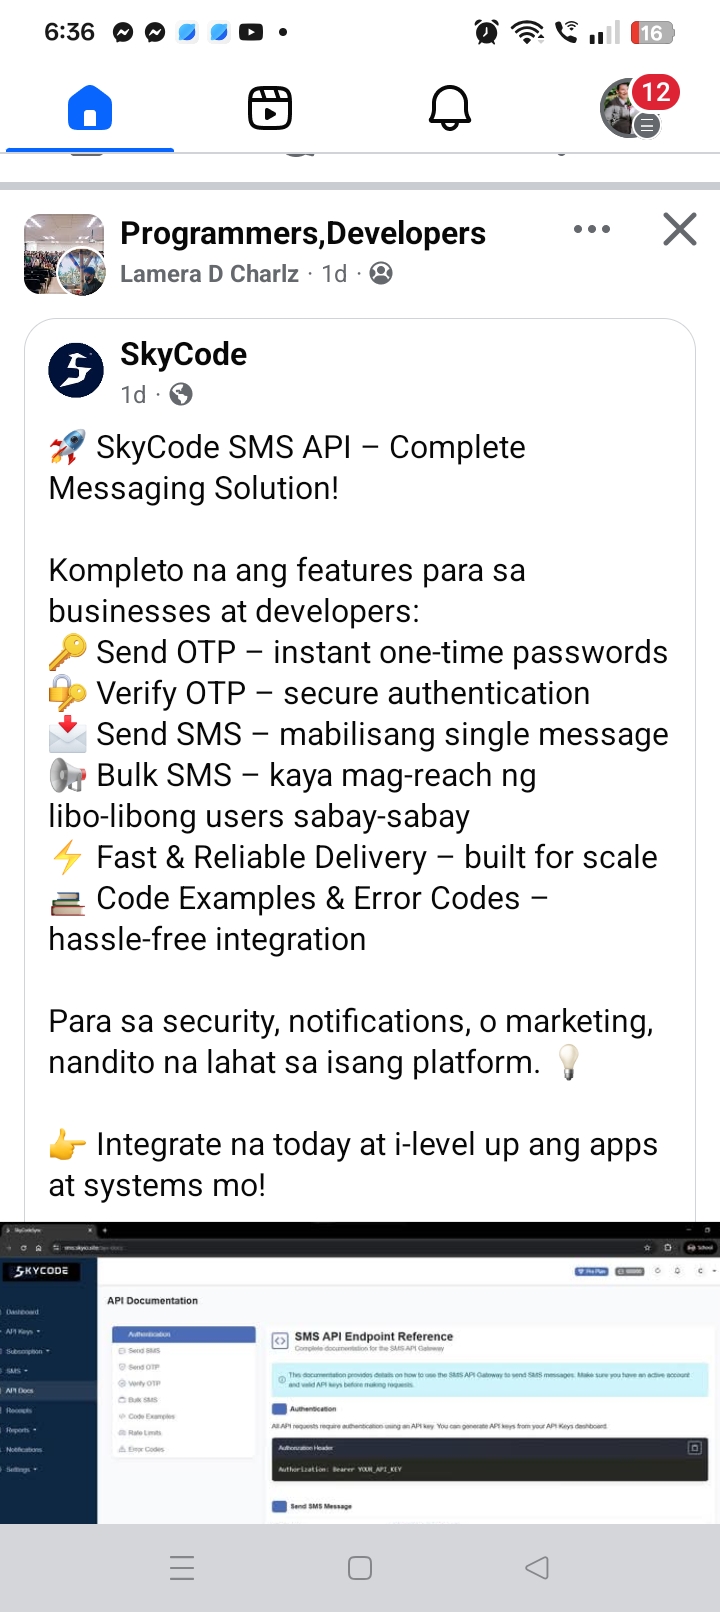 6:36
16
12
Programmers,Developers
Lamera D Charlz · 1d ·
SkyCode
1d ·
🚀 SkyCode SMS API – Complete
Messaging Solution!
Kompleto na ang features para sa
businesses at developers:
🔑 Send OTP – instant one-time passwords
🔐 Verify OTP – secure authentication
📩 Send SMS – mabilisang single message
📢 Bulk SMS – kaya mag-reach ng
libo-libong users sabay-sabay
⚡ Fast & Reliable Delivery – built for scale
📚 Code Examples & Error Codes –
hassle-free integration
Para sa security, notifications, o marketing,
nandito na lahat sa isang platform. 💡
👉 Integrate na today at i-level up ang apps
at systems mo!
SKYCODE
Pro Plan
Dashboard
API Keys
Subscription
SMS
API Docs
Receipts
Reports
Notifications
Settings
API Documentation
Authentication
Send SMS
Send OTP
Verify OTP
Bulk SMS
Code Examples
Rate Limits
Error Codes
SMS API Endpoint Reference
Complete documentation for the SMS API Gateway
This documentation provides details on how to use the SMS API Gateway to send SMS messages. Make sure you have an active account
and valid API keys before making requests.
Authentication
All API requests require authentication using an API key. You can generate API keys from your API Keys dashboard.
Authorization Header
Authorization: Bearer YOUR_API_KEY
Send SMS Message